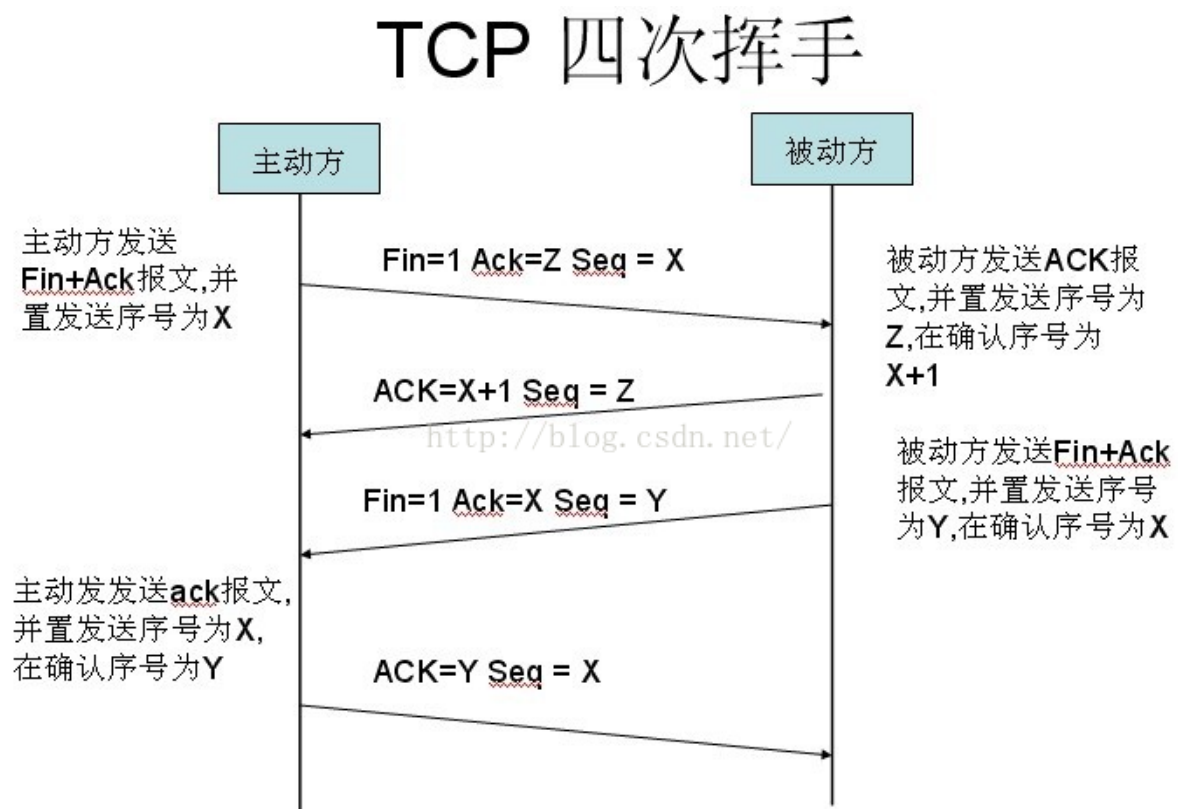 TCP 四次挥手
主动方
被动方
主动方发送
Fin+Ack报文,并
置发送序号为X
Fin=1 Ack=Z Seq = X
被动方发送ACK报
文,并置发送序号为
Z,在确认序号为
X+1
ACK=X+1 Seq = Z
http://blog.csdn.net/
被动方发送Fin+Ack
报文,并置发送序号
为Y,在确认序号为X
Fin=1 Ack=X Seq = Y
主动发发送ack报文,
并置发送序号为X,
在确认序号为Y
ACK=Y Seq = X